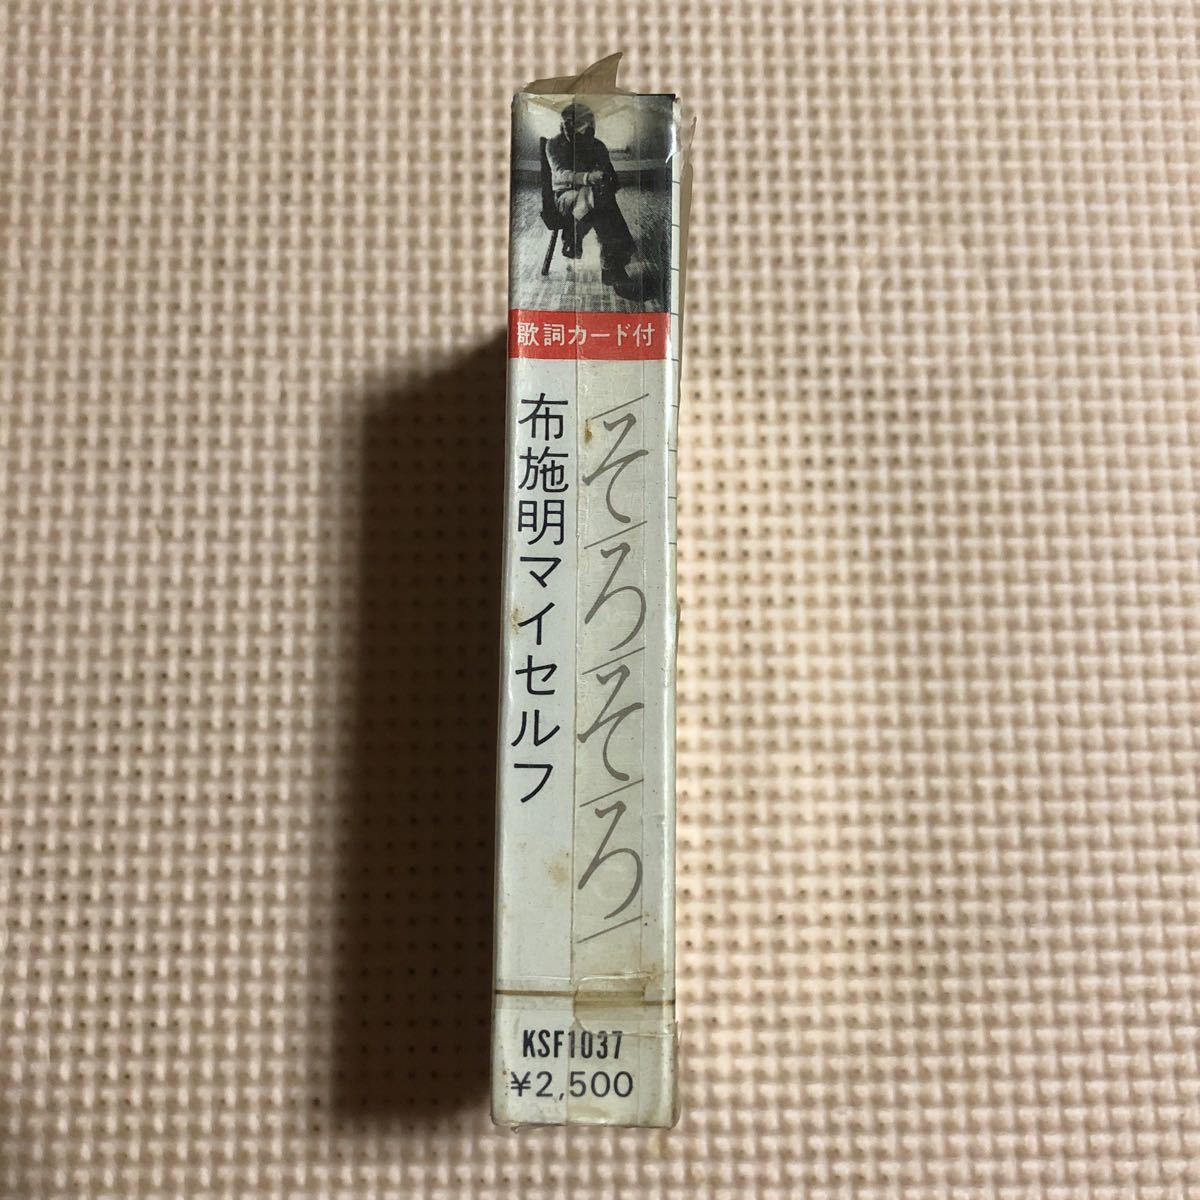 歌詞カード付
そろそろ
布施明マイセルフ
KSF1037
¥2,500